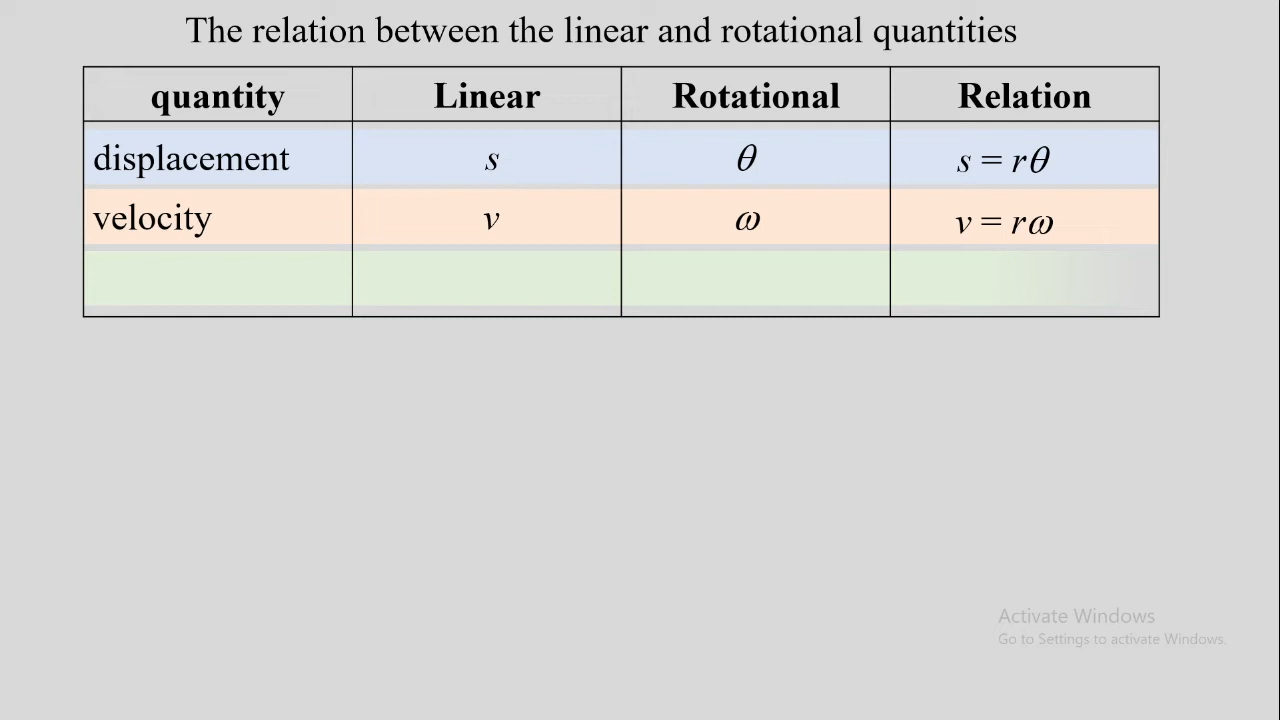 The relation between the linear and rotational quantities
quantity Linear Rotational Relation
displacement s θ s = rθ
velocity v ω v = rω
Activate Windows
Go to Settings to activate Windows.